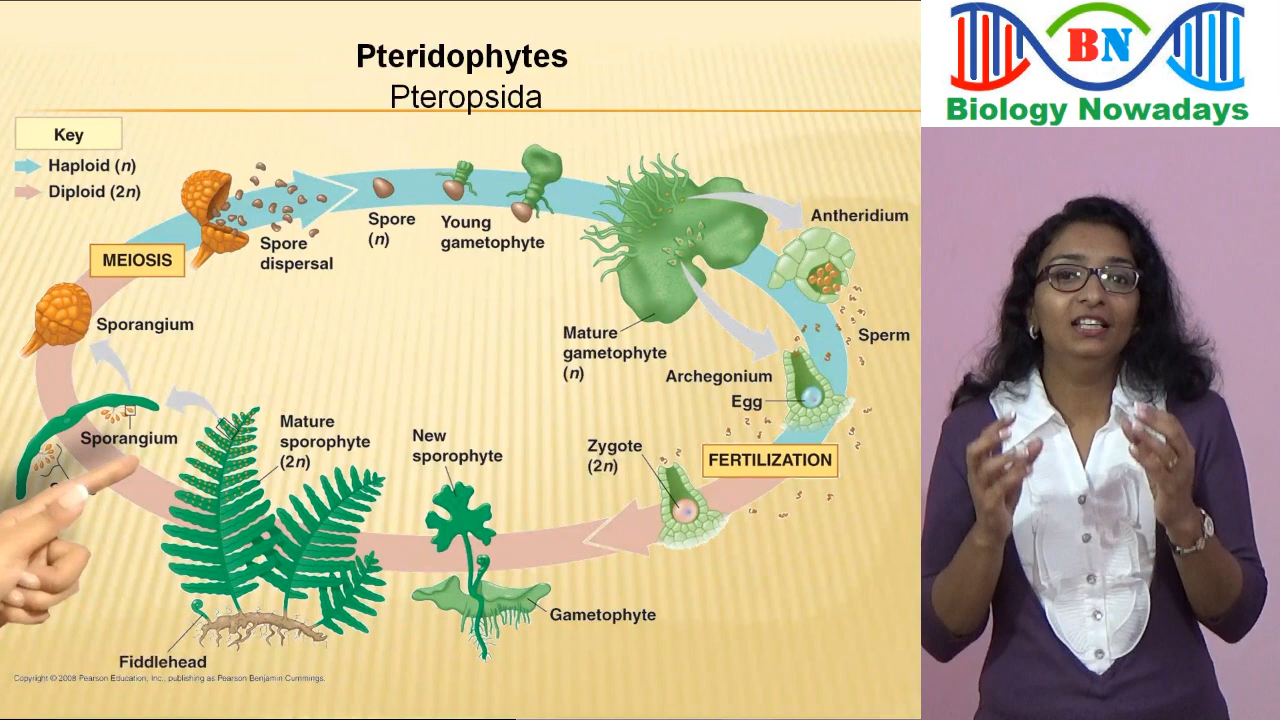 Pteridophytes
Pteropsida
BN
Biology Nowadays
Key
Haploid (n)
Diploid (2n)
MEIOSIS
Spore
dispersal
Spore
(n)
Young
gametophyte
Mature
gametophyte
(n)
Antheridium
Sperm
Archegonium
Egg
FERTILIZATION
Zygote
(2n)
New
sporophyte
Gametophyte
Mature
sporophyte
(2n)
Fiddlehead
Sporangium
Sporangium
Copyright © 2008 Pearson Education, Inc., publishing as Pearson Benjamin Cummings.